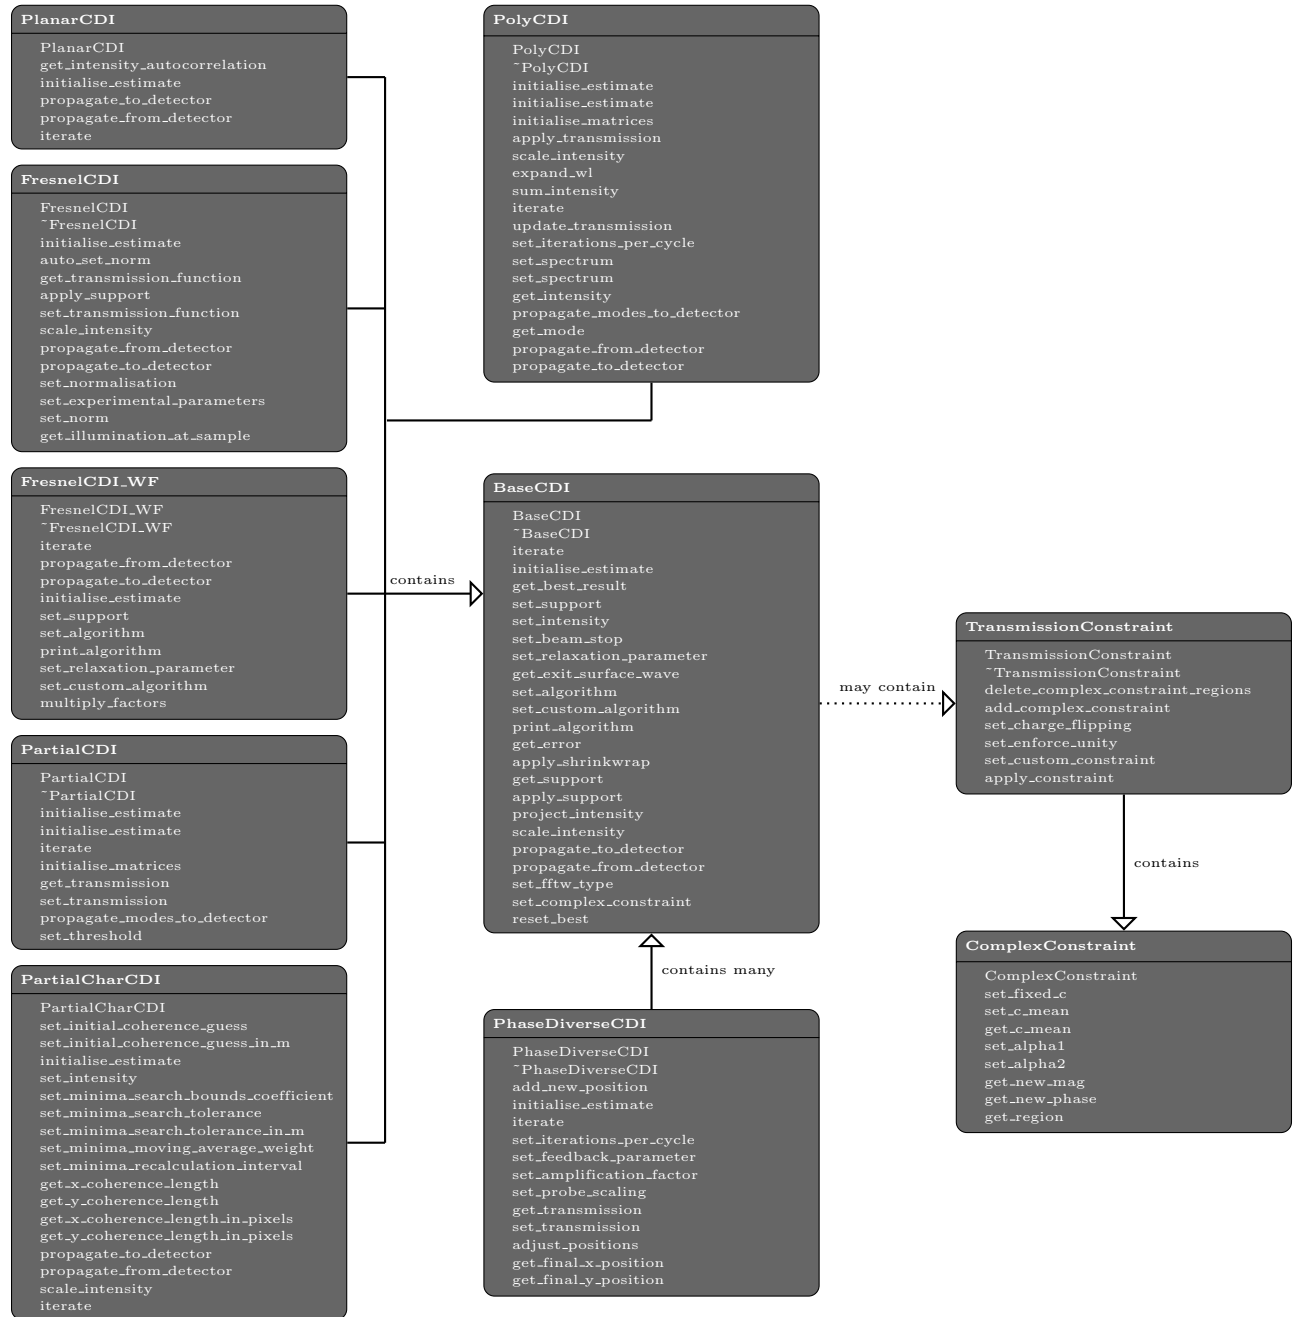 PlanarCDI
PlanarCDI
get_intensity_autocorrelation
initialise_estimate
propagate_to_detector
propagate_from_detector
iterate
FresnelCDI
FresnelCDI
~FresnelCDI
initialise_estimate
auto_set_norm
get_transmission_function
apply_support
set_transmission_function
scale_intensity
propagate_from_detector
propagate_to_detector
set_normalisation
set_experimental_parameters
set_norm
get_illumination_at_sample
FresnelCDI_WF
FresnelCDI_WF
~FresnelCDI_WF
iterate
propagate_from_detector
propagate_to_detector
initialise_estimate
set_support
set_algorithm
print_algorithm
set_relaxation_parameter
set_custom_algorithm
multiply_factors
PartialCDI
PartialCDI
~PartialCDI
initialise_estimate
initialise_estimate
iterate
initialise_matrices
get_transmission
set_transmission
propagate_modes_to_detector
set_threshold
PartialCharCDI
PartialCharCDI
set_initial_coherence_guess
set_initial_coherence_guess_in_m
initialise_estimate
set_intensity
set_minima_search_bounds_coefficient
set_minima_search_tolerance
set_minima_search_tolerance_in_m
set_minima_moving_average_weight
set_minima_recalculation_interval
get_x_coherence_length
get_y_coherence_length
get_x_coherence_length_in_pixels
get_y_coherence_length_in_pixels
propagate_to_detector
propagate_from_detector
scale_intensity
iterate
PolyCDI
PolyCDI
~PolyCDI
initialise_estimate
initialise_estimate
initialise_matrices
apply_transmission
scale_intensity
expand_wl
sum_intensity
iterate
update_transmission
set_iterations_per_cycle
set_spectrum
set_spectrum
get_intensity
propagate_modes_to_detector
get_mode
propagate_from_detector
propagate_to_detector
contains
BaseCDI
BaseCDI
~BaseCDI
iterate
initialise_estimate
get_best_result
set_support
set_intensity
set_beam_stop
set_relaxation_parameter
get_exit_surface_wave
set_algorithm
set_custom_algorithm
print_algorithm
get_error
apply_shrinkwrap
get_support
apply_support
project_intensity
scale_intensity
propagate_to_detector
propagate_from_detector
set_fftw_type
set_complex_constraint
reset_best
contains many
PhaseDiverseCDI
PhaseDiverseCDI
~PhaseDiverseCDI
add_new_position
initialise_estimate
iterate
set_iterations_per_cycle
set_feedback_parameter
set_amplification_factor
set_probe_scaling
get_transmission
set_transmission
adjust_positions
get_final_x_position
get_final_y_position
may contain
TransmissionConstraint
TransmissionConstraint
~TransmissionConstraint
delete_complex_constraint_regions
add_complex_constraint
set_charge_flipping
set_enforce_unity
set_custom_constraint
apply_constraint
contains
ComplexConstraint
ComplexConstraint
set_fixed_c
set_c_mean
get_c_mean
set_alpha1
set_alpha2
get_new_mag
get_new_phase
get_region